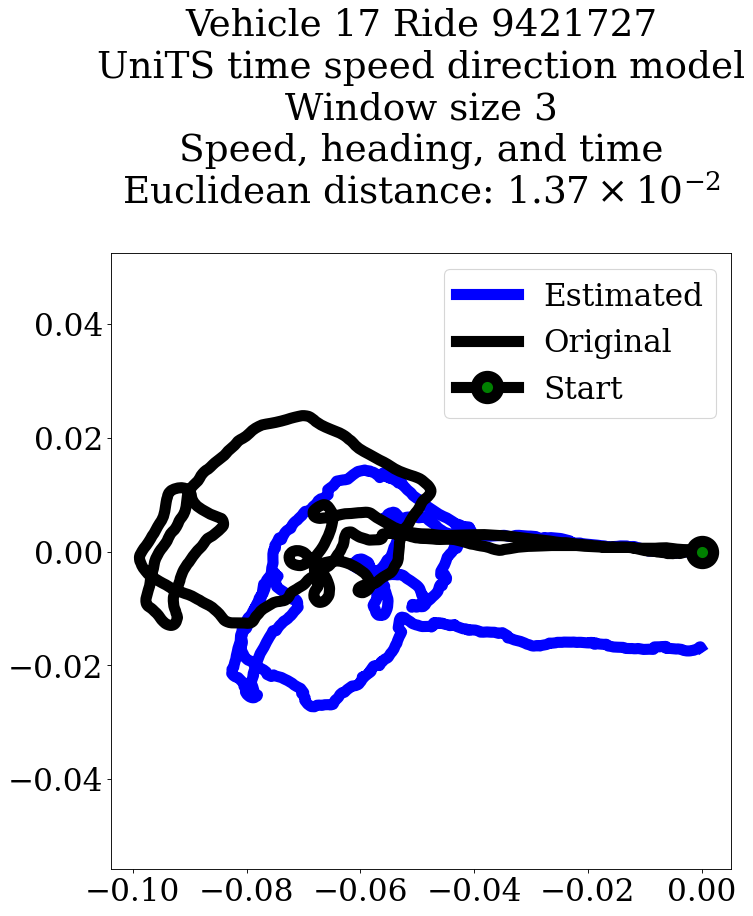 Vehicle 17 Ride 9421727
UniTS time speed direction model
Window size 3
Speed, heading, and time
Euclidean distance: 1.37 × 10⁻²
Estimated
Original
Start
0.04
0.02
0.00
−0.02
−0.04
−0.10 −0.08 −0.06 −0.04 −0.02 0.00